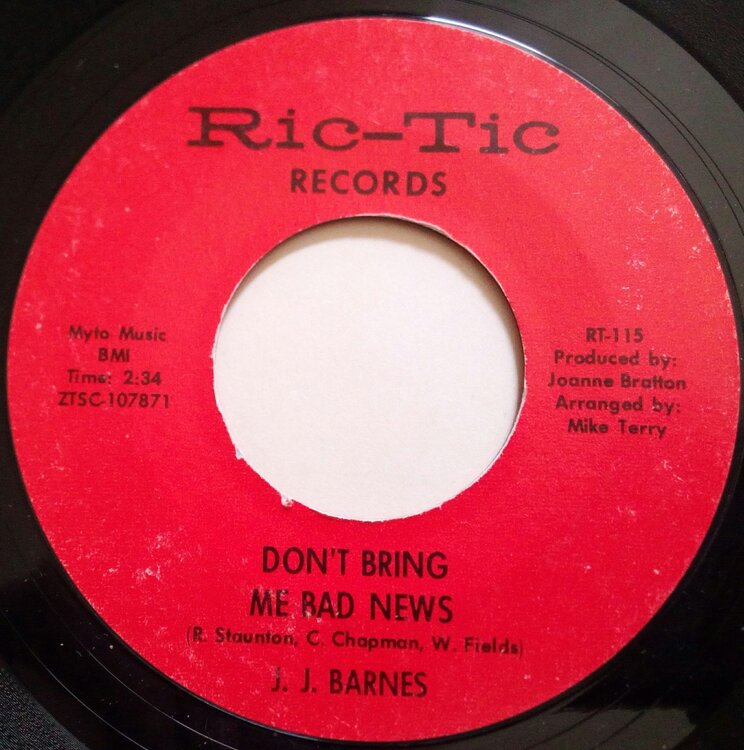 Ric-Tic
RECORDS
Myto Music
BMI
Time: 2:34
ZTSC-107871
RT-115
Produced by:
Joanne Bratton
Arranged by:
Mike Terry
DON'T BRING
ME BAD NEWS
(R. Staunton, C. Chapman, W. Fields)
J. J. BARNES